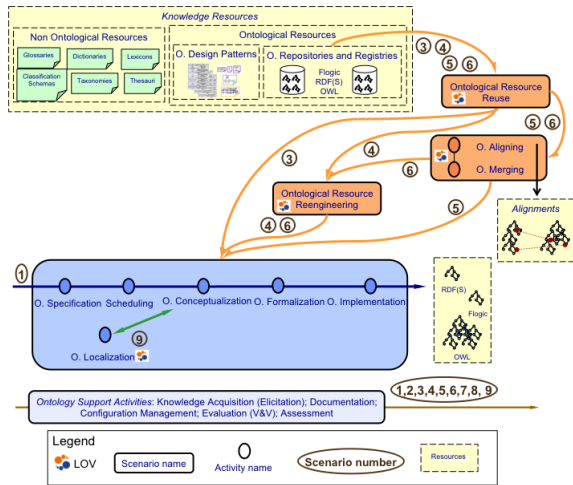 Knowledge Resources
Non Ontological Resources
Glossaries
Dictionaries
Lexicons
Classification
Schemas
Taxonomies
Thesauri
Ontological Resources
O. Design Patterns
O. Repositories and Registries
Flogic
RDF(S)
OWL
3 4
5 6
Ontological Resource
Reuse
5 6
O. Aligning
O. Merging
3
4
6
Ontological Resource
Reengineering
4 6
5
Alignments
1
O. Specification
Scheduling
O. Conceptualization
O. Formalization
O. Implementation
9
O. Localization
RDF(S)
Flogic
OWL
Ontology Support Activities: Knowledge Acquisition (Elicitation); Documentation;
Configuration Management; Evaluation (V&V); Assessment
1,2,3,4,5,6,7,8, 9
Legend
LOV
Scenario name
Activity name
Scenario number
Resources